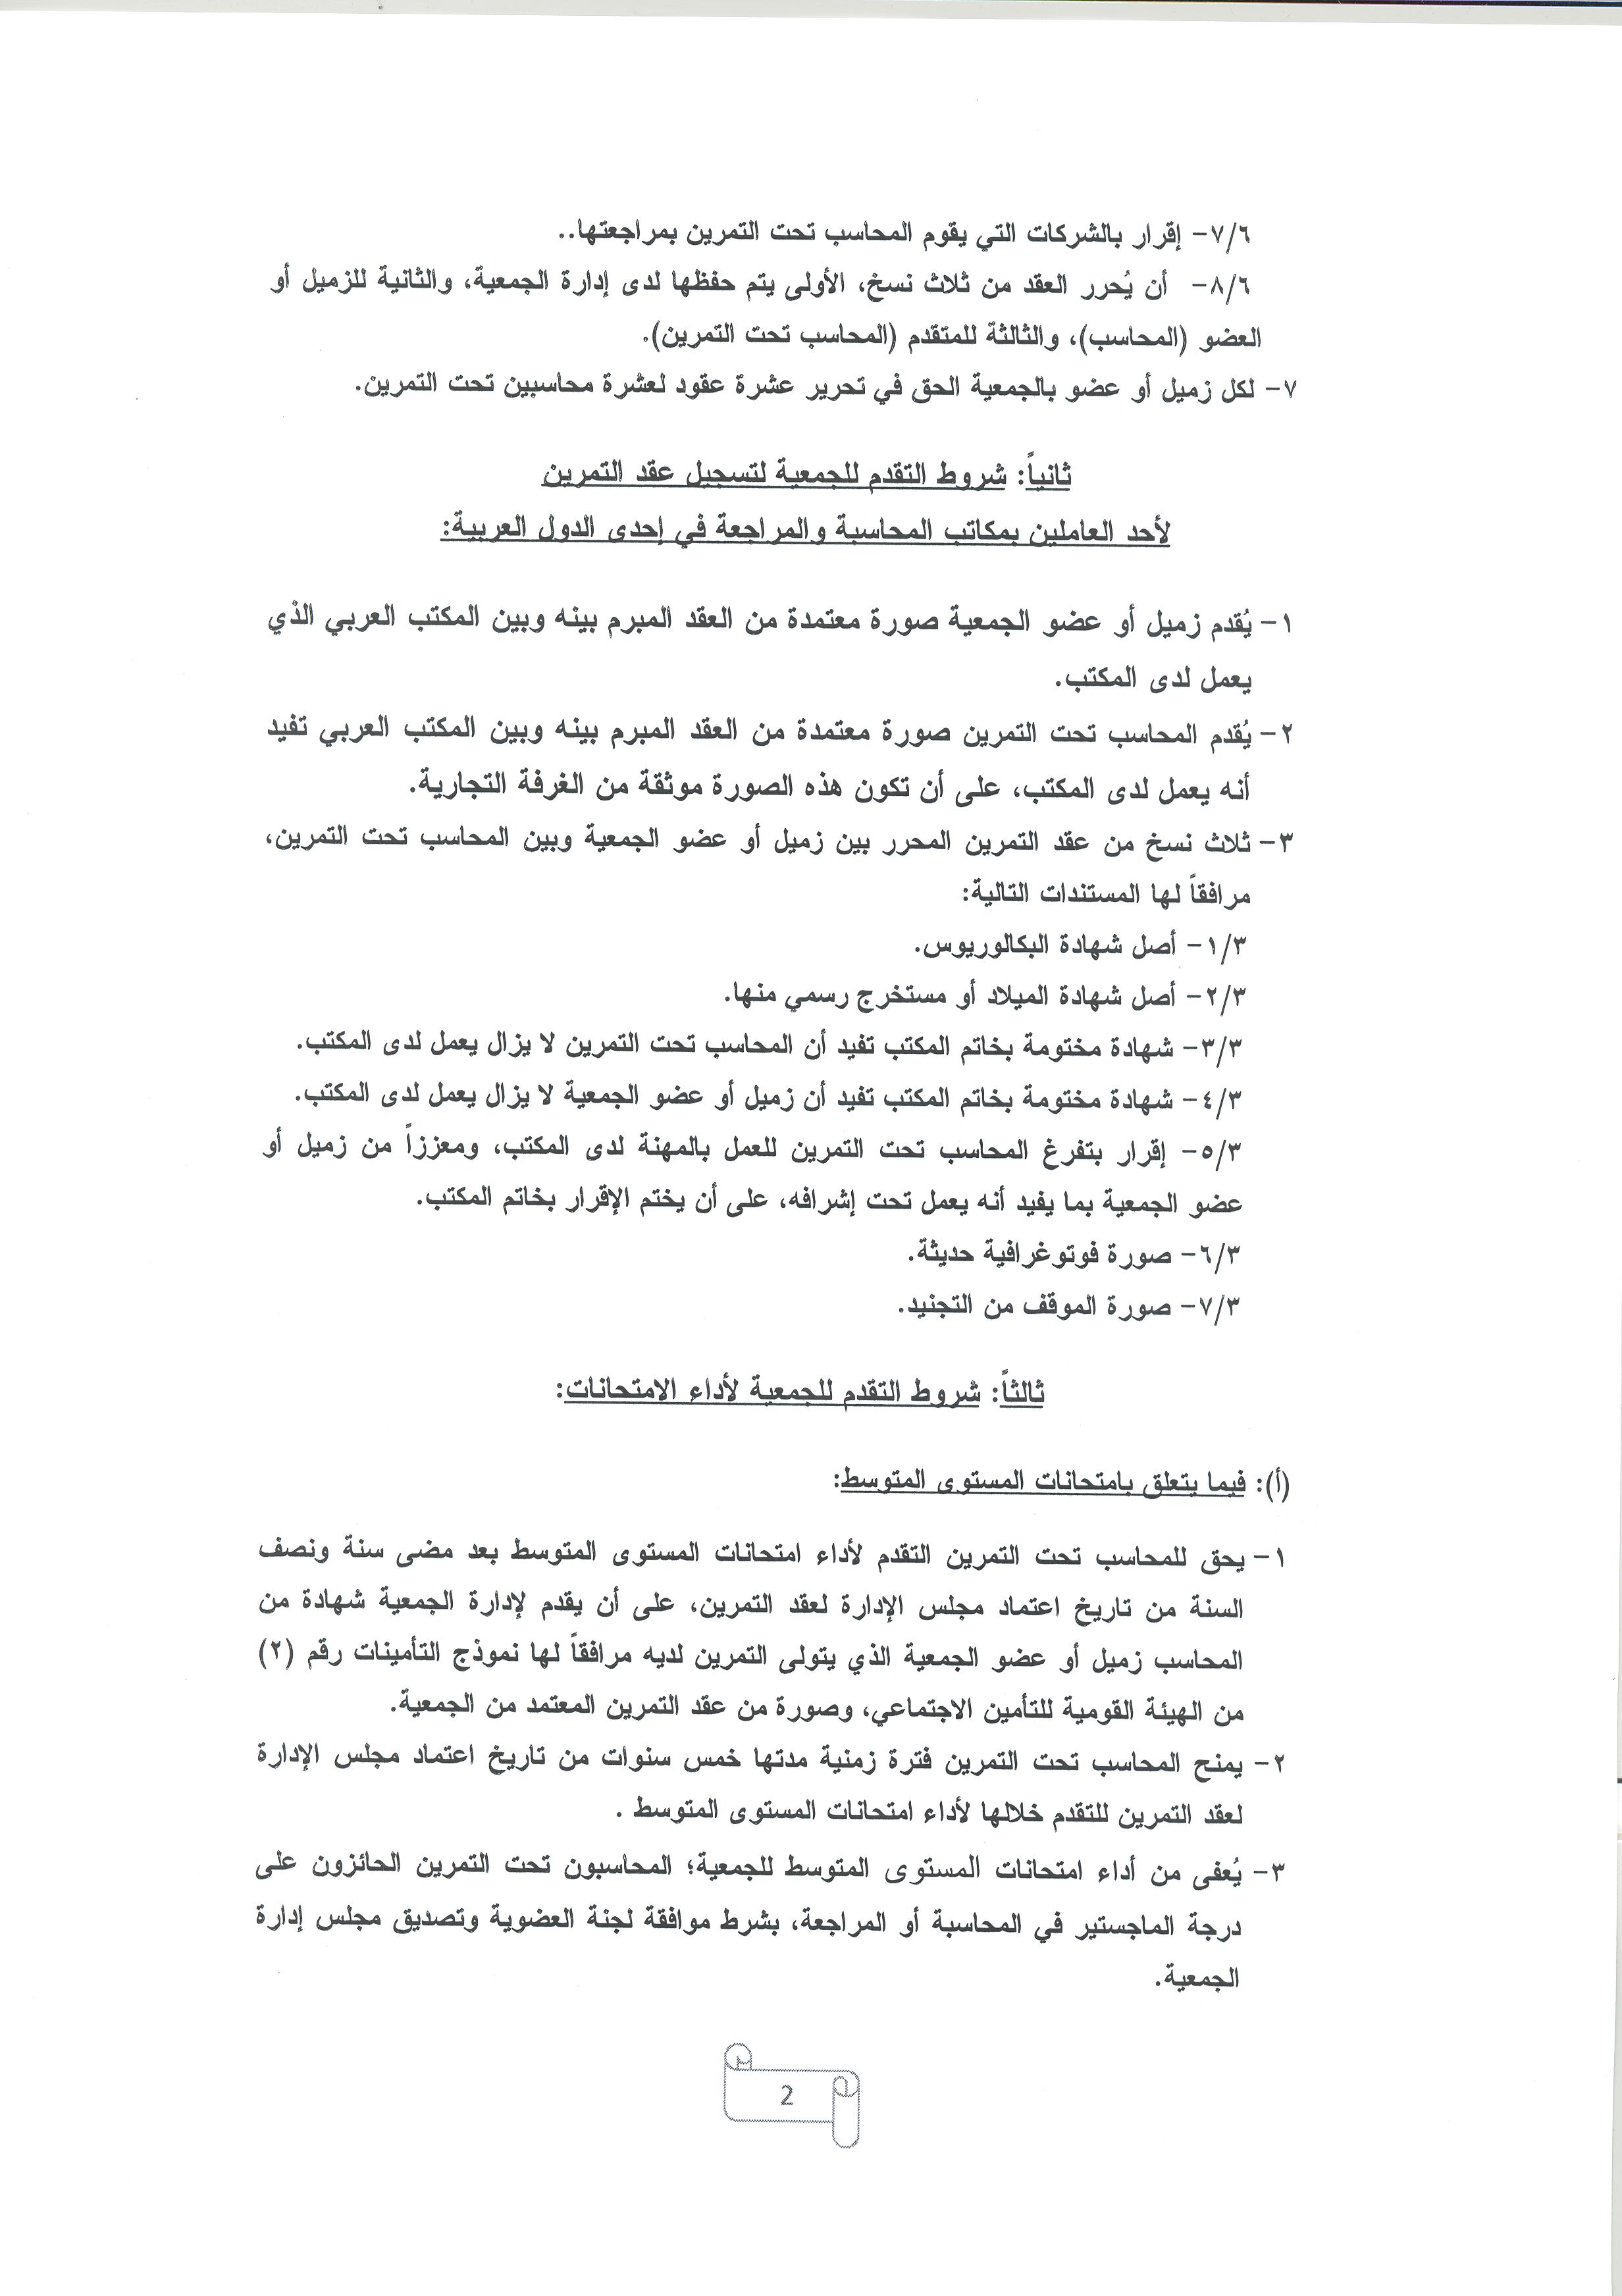 ٧/٦- إقرار بالشركات التي يقوم المحاسب تحت التمرين بمراجعتها..
٨/٦- أن يُحرر العقد من ثلاث نسخ، الأولى يتم حفظها لدى إدارة الجمعية، والثانية للزميل أو
العضو (المحاسب)، والثالثة للمتقدم (المحاسب تحت التمرين).
٧- لكل زميل أو عضو بالجمعية الحق في تحرير عشرة عقود لعشرة محاسبين تحت التمرين.
ثانياً: شروط التقدم للجمعية لتسجيل عقد التمرين
لأحد العاملين بمكاتب المحاسبة والمراجعة في إحدى الدول العربية:
١- يُقدم زميل أو عضو الجمعية صورة معتمدة من العقد المبرم بينه وبين المكتب العربي الذي
يعمل لدى المكتب.
٢- يُقدم المحاسب تحت التمرين صورة معتمدة من العقد المبرم بينه وبين المكتب العربي تفيد
أنه يعمل لدى المكتب، على أن تكون هذه الصورة موثقة من الغرفة التجارية.
٣- ثلاث نسخ من عقد التمرين المحرر بين زميل أو عضو الجمعية وبين المحاسب تحت التمرين،
مرافقاً لها المستندات التالية:
١/٣- أصل شهادة البكالوريوس.
٢/٣- أصل شهادة الميلاد أو مستخرج رسمي منها.
٣/٣- شهادة مختومة بخاتم المكتب تفيد أن المحاسب تحت التمرين لا يزال يعمل لدى المكتب.
٤/٣- شهادة مختومة بخاتم المكتب تفيد أن زميل أو عضو الجمعية لا يزال يعمل لدى المكتب.
٥/٣- إقرار بتفرغ المحاسب تحت التمرين للعمل بالمهنة لدى المكتب، ومعززاً من زميل أو
عضو الجمعية بما يفيد أنه يعمل تحت إشرافه، على أن يختم الإقرار بخاتم المكتب.
٦/٣- صورة فوتوغرافية حديثة.
٧/٣- صورة الموقف من التجنيد.
ثالثاً: شروط التقدم للجمعية لأداء الامتحانات:
(أ): فيما يتعلق بامتحانات المستوى المتوسط:
١- يحق للمحاسب تحت التمرين التقدم لأداء امتحانات المستوى المتوسط بعد مضى سنة ونصف
السنة من تاريخ اعتماد مجلس الإدارة لعقد التمرين، على أن يقدم لإدارة الجمعية شهادة من
المحاسب زميل أو عضو الجمعية الذي يتولى التمرين لديه مرافقاً لها نموذج التأمينات رقم (٢)
من الهيئة القومية للتأمين الاجتماعي، وصورة من عقد التمرين المعتمد من الجمعية.
٢- يمنح المحاسب تحت التمرين فترة زمنية مدتها خمس سنوات من تاريخ اعتماد مجلس الإدارة
لعقد التمرين للتقدم خلالها لأداء امتحانات المستوى المتوسط .
٣- يُعفى من أداء امتحانات المستوى المتوسط للجمعية؛ المحاسبون تحت التمرين الحائزون على
درجة الماجستير في المحاسبة أو المراجعة، بشرط موافقة لجنة العضوية وتصديق مجلس إدارة
الجمعية.
2